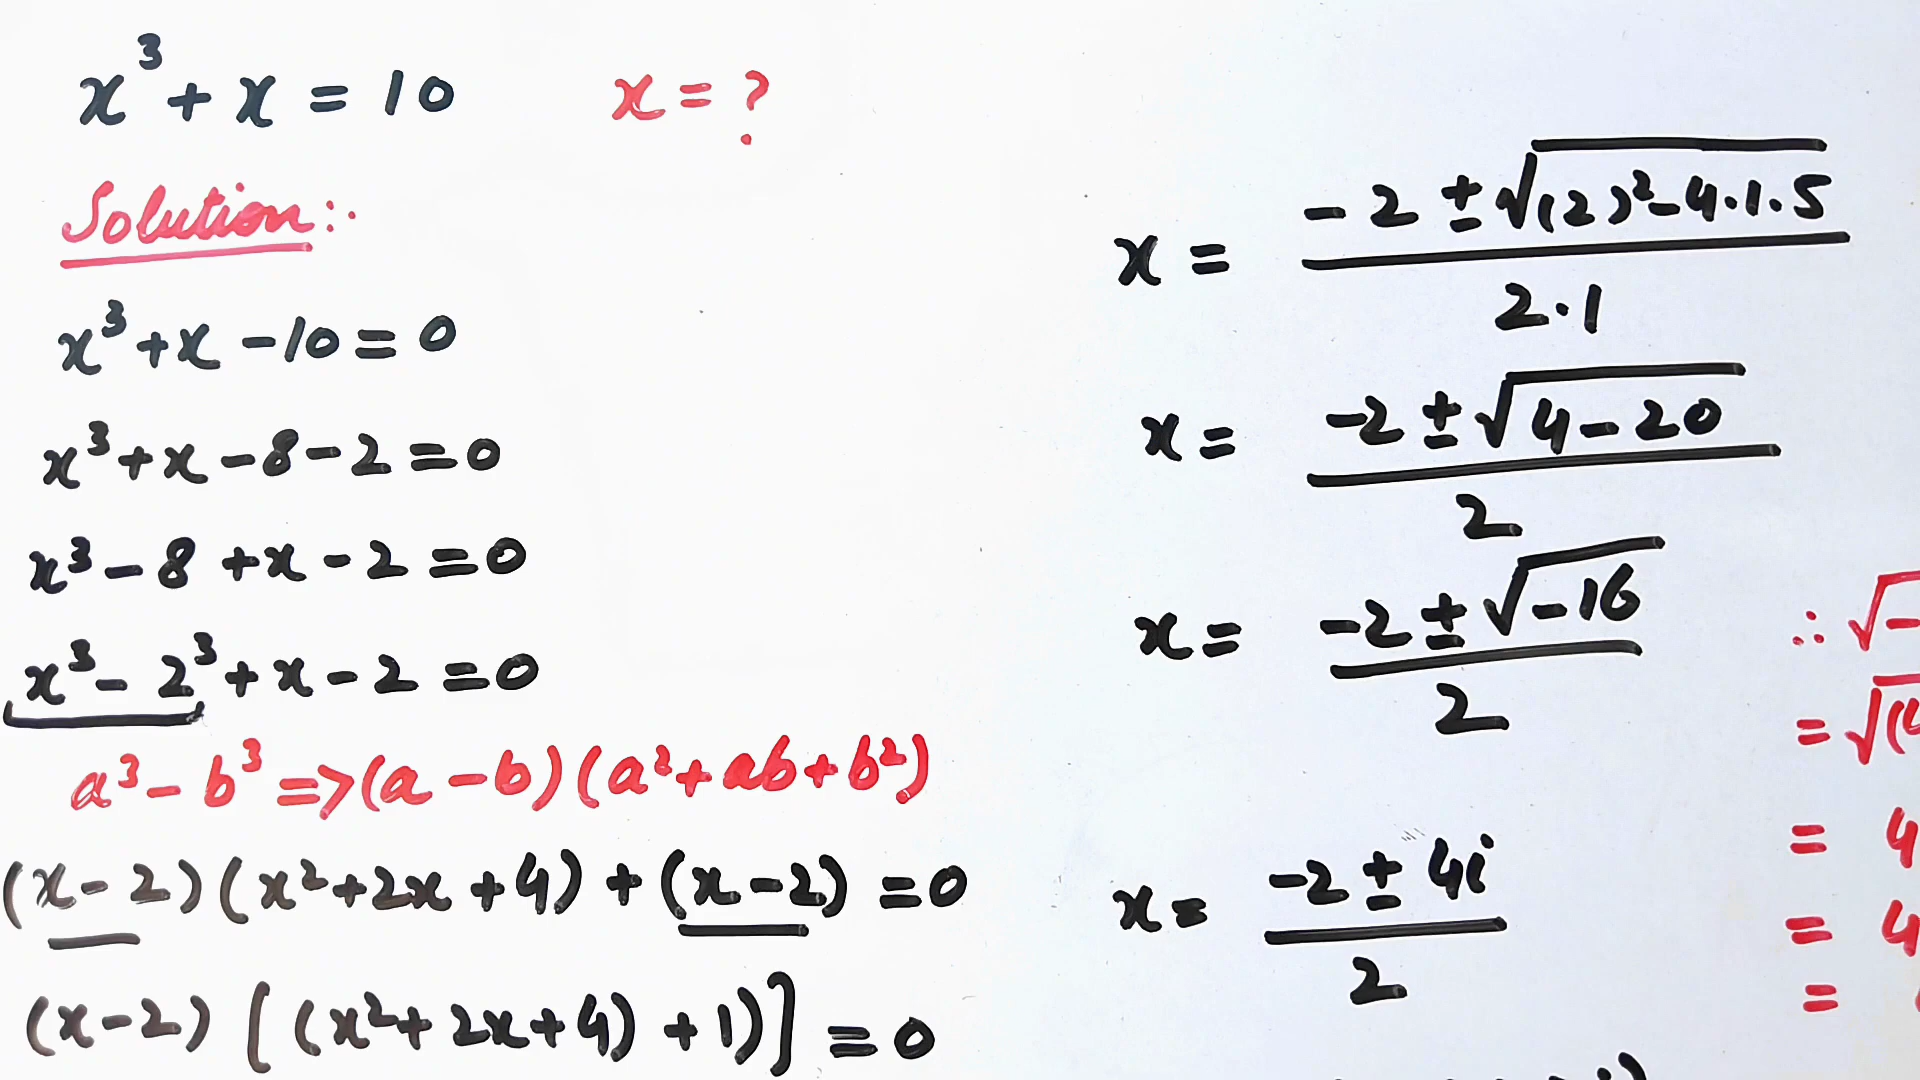 x³ + x = 10 x = ?
Solution:-
x³ + x - 10 = 0
x³ + x - 8 - 2 = 0
x³ - 8 + x - 2 = 0
x³ - 2³ + x - 2 = 0
a³ - b³ => (a - b) (a² + ab + b²)
(x - 2) (x² + 2x + 4) + (x - 2) = 0
(x - 2) [(x² + 2x + 4) + 1)] = 0
x = (-2 ± √((2)² - 4·1·5)) / (2·1)
x = (-2 ± √(4 - 20)) / 2
x = (-2 ± √(-16)) / 2
x = (-2 ± 4i) / 2
∴ √-
= √(
= 4
= 4
=